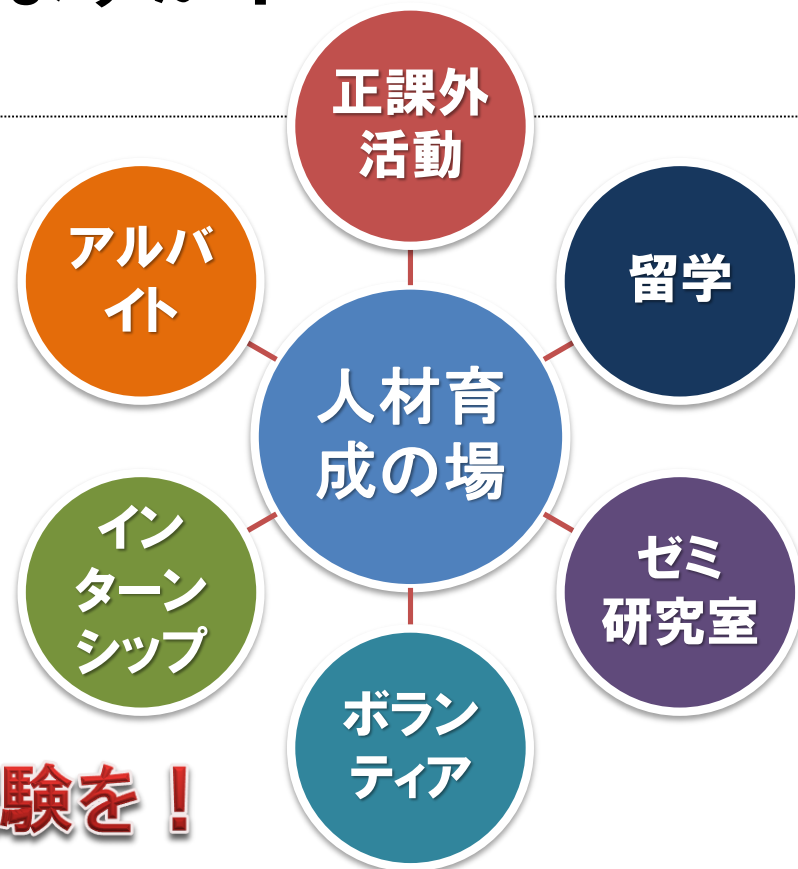 正課外
活動
アルバ
イト
留学
人材育
成の場
イン
ターン
シップ
ゼミ
研究室
ボラン
ティア
験を！